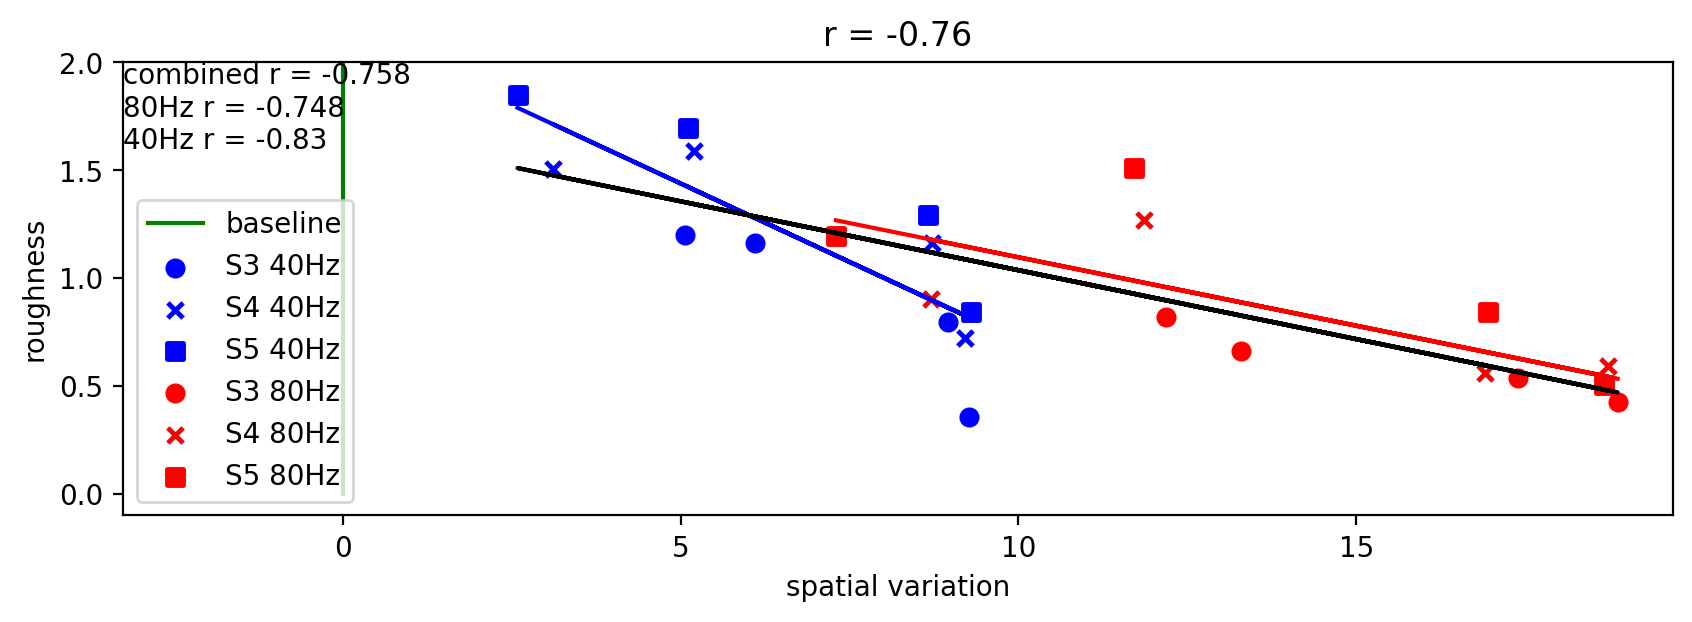 r = -0.76
combined r = -0.758
80Hz r = -0.748
40Hz r = -0.83
baseline
S3 40Hz
S4 40Hz
S5 40Hz
S3 80Hz
S4 80Hz
S5 80Hz
roughness
2.0
1.5
1.0
0.5
0.0
0 5 10 15
spatial variation